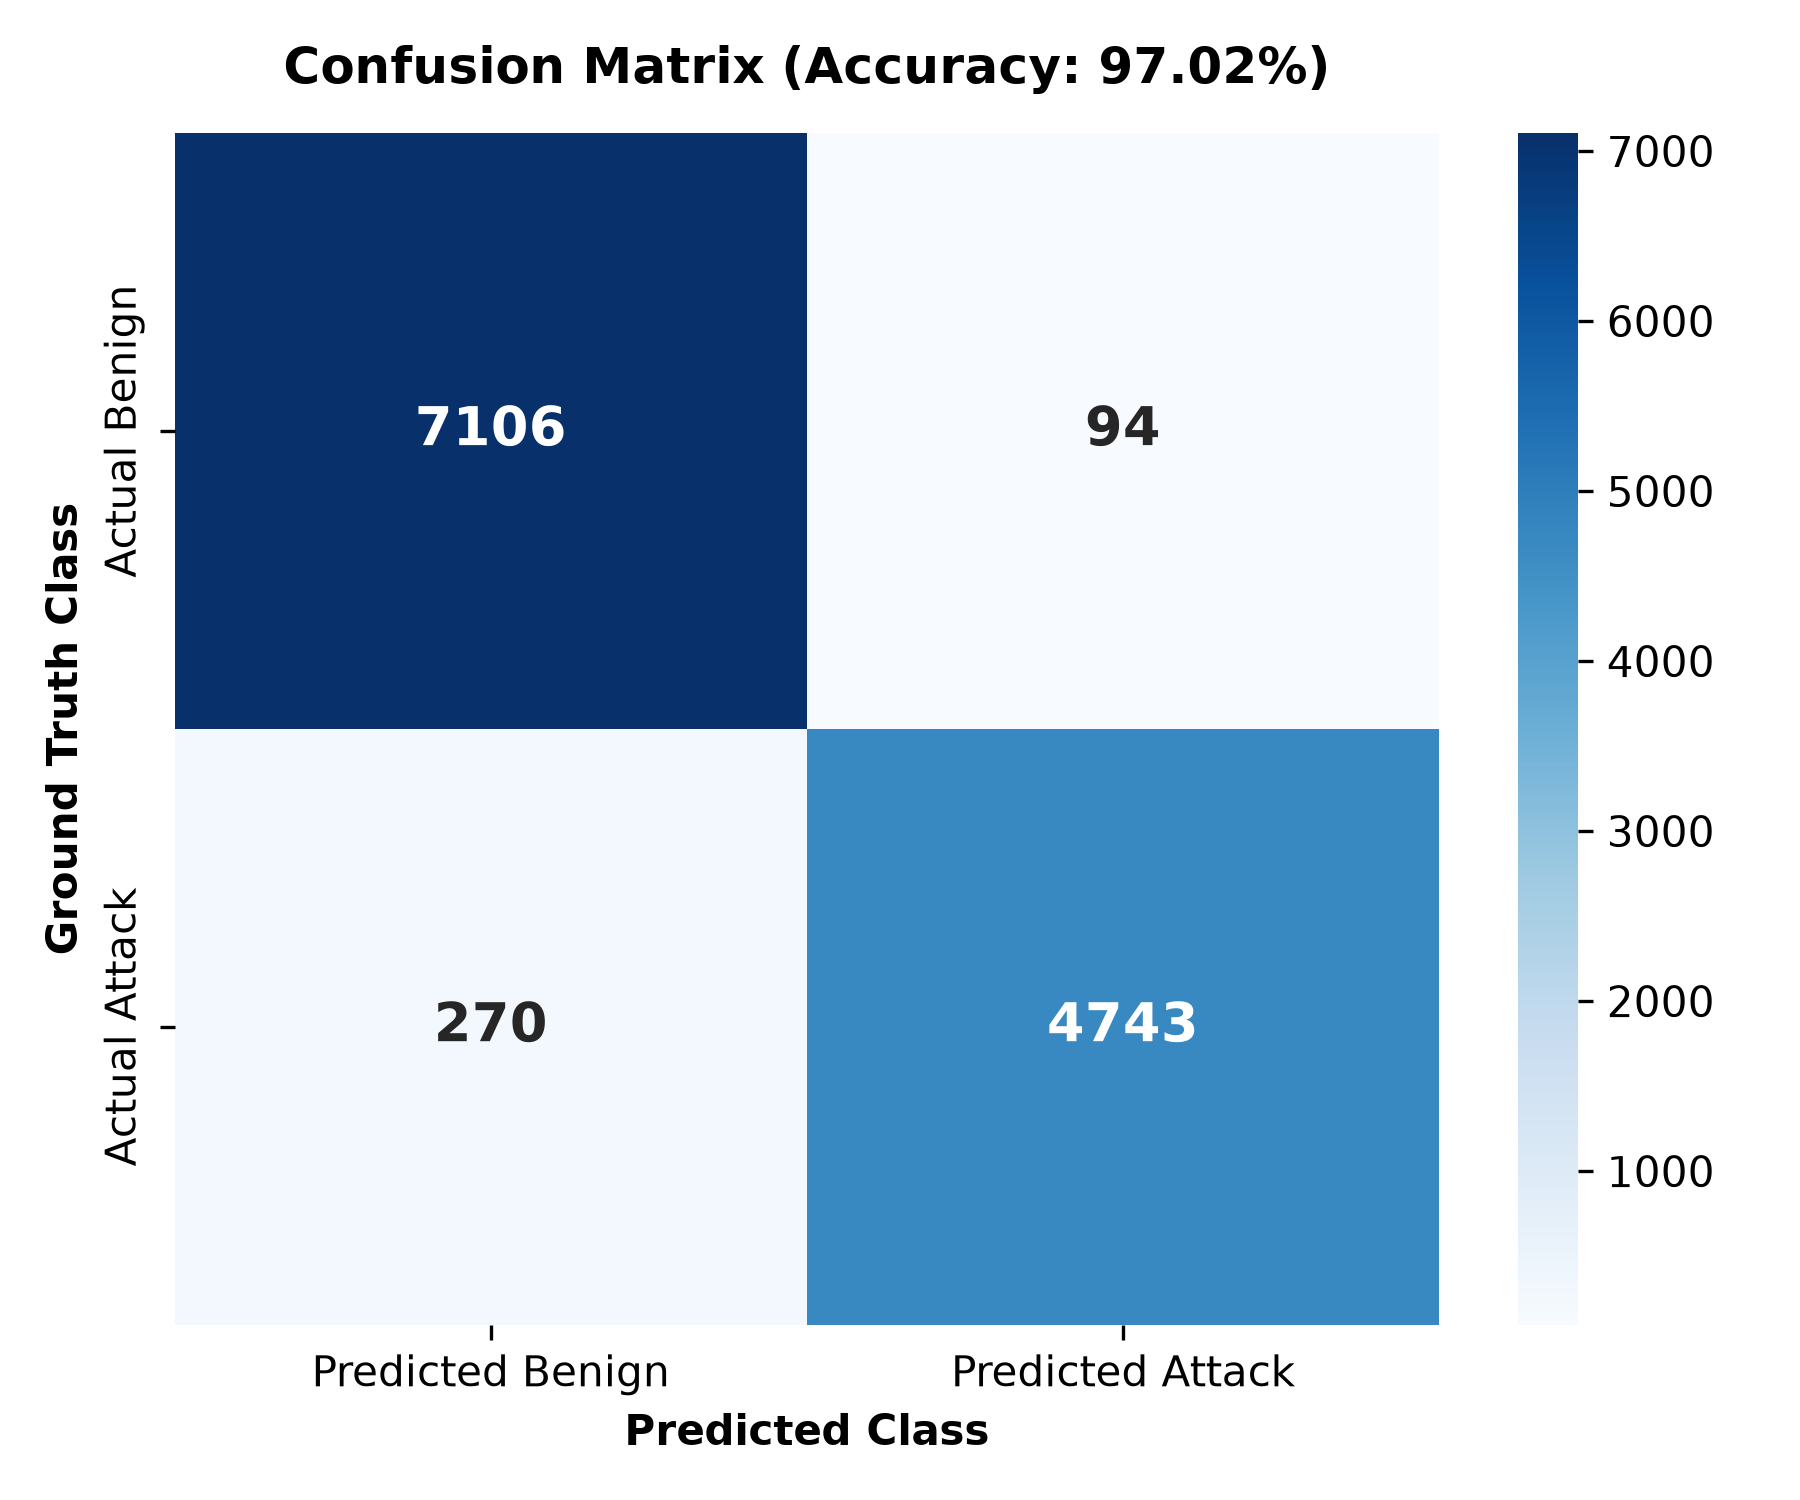 Confusion Matrix (Accuracy: 97.02%)
Ground Truth Class
Actual Benign
Actual Attack
7106
94
270
4743
Predicted Benign
Predicted Attack
Predicted Class
7000
6000
5000
4000
3000
2000
1000